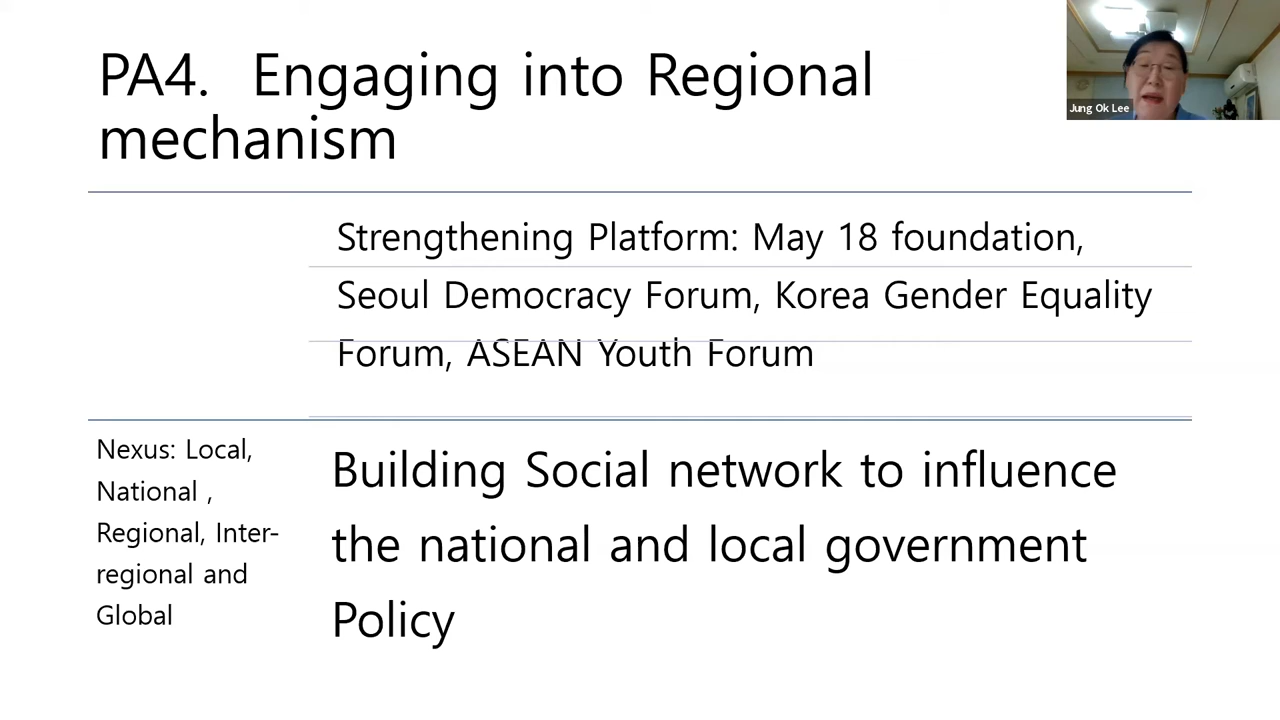 PA4. Engaging into Regional
mechanism
Jung Ok Lee
Strengthening Platform: May 18 foundation,
Seoul Democracy Forum, Korea Gender Equality
Forum, ASEAN Youth Forum
Nexus: Local,
National ,
Regional, Inter-
regional and
Global
Building Social network to influence
the national and local government
Policy